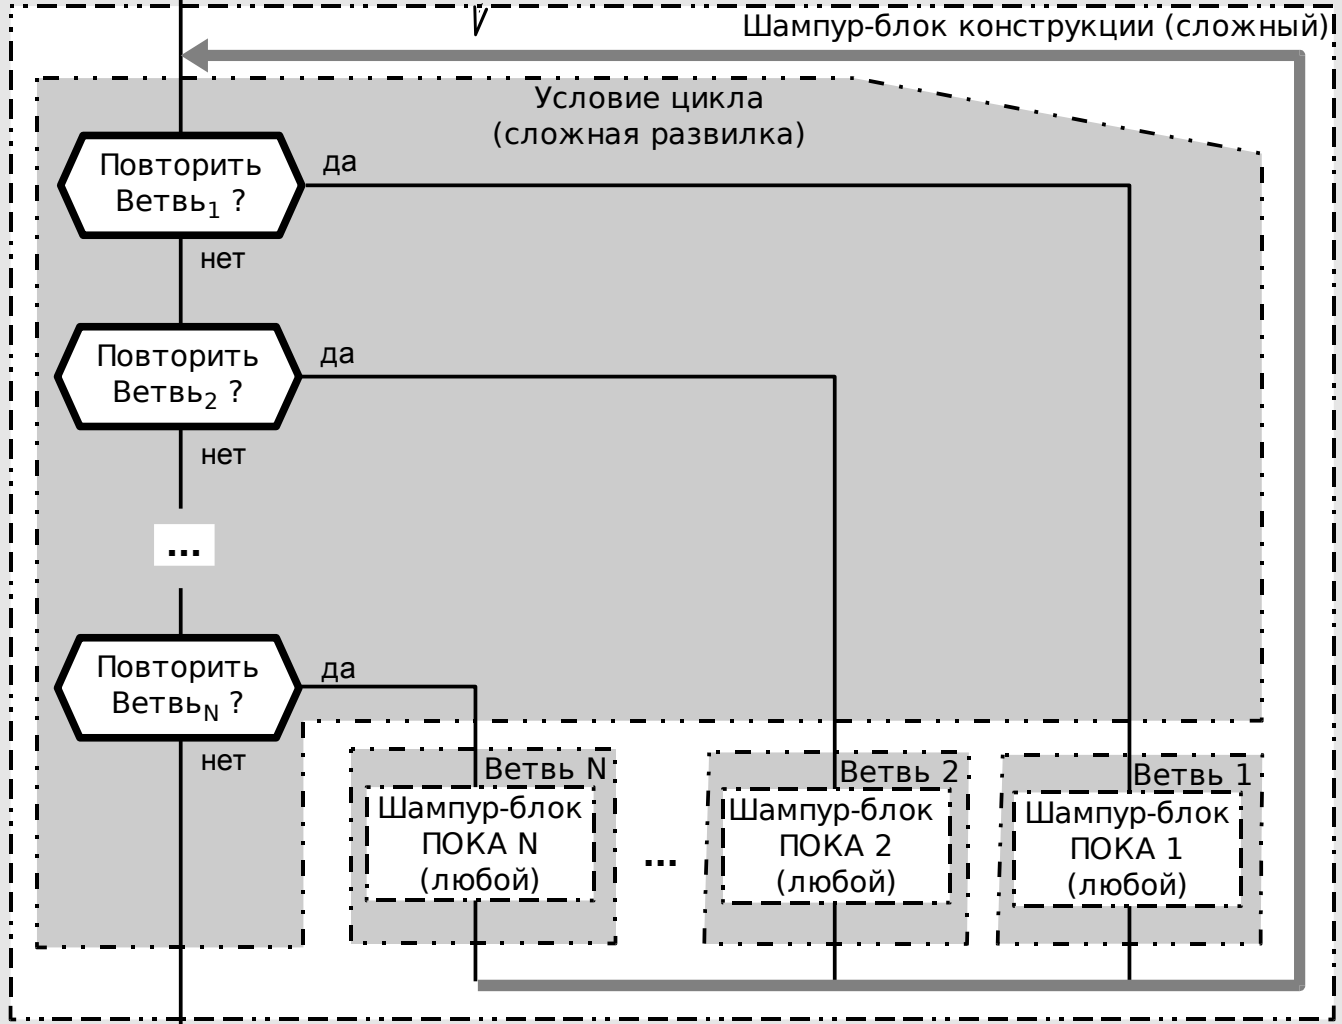 Шампур-блок конструкции (сложный)
Условие цикла
(сложная развилка)
Повторить
Ветвь1 ?
да
нет
Повторить
Ветвь2 ?
да
нет
...
Повторить
ВетвьN ?
да
нет
Ветвь N
Шампур-блок
ПОКА N
(любой)
...
Ветвь 2
Шампур-блок
ПОКА 2
(любой)
Ветвь 1
Шампур-блок
ПОКА 1
(любой)